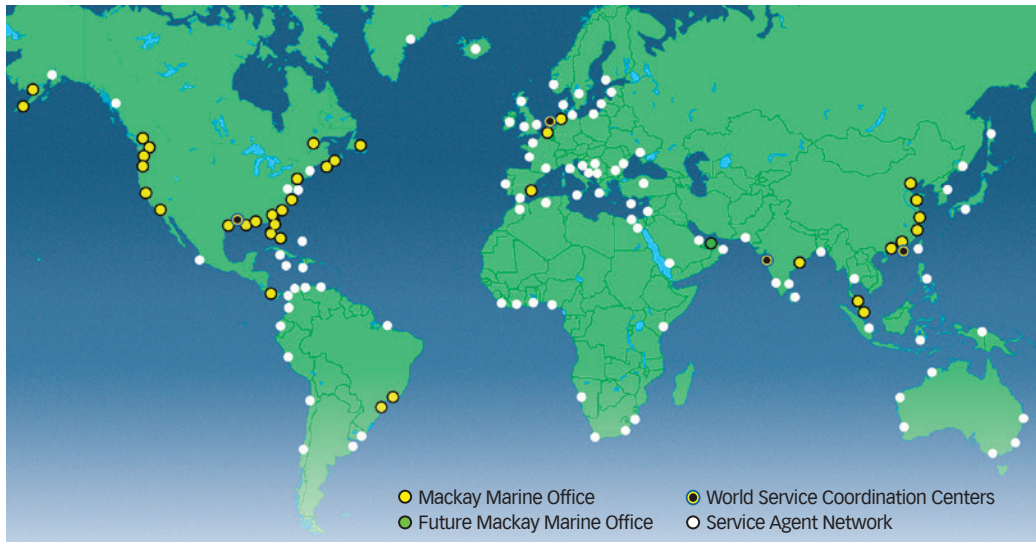 Mackay Marine Office
Future Mackay Marine Office
World Service Coordination Centers
Service Agent Network